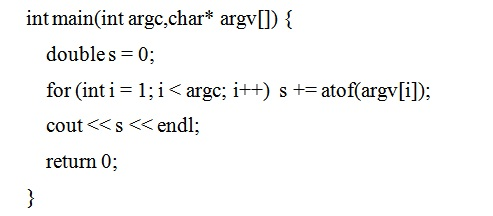 int main(int argc,char* argv[]) {
double s = 0;
for (int i = 1; i < argc; i++) s += atof(argv[i]);
cout << s << endl;
return 0;
}